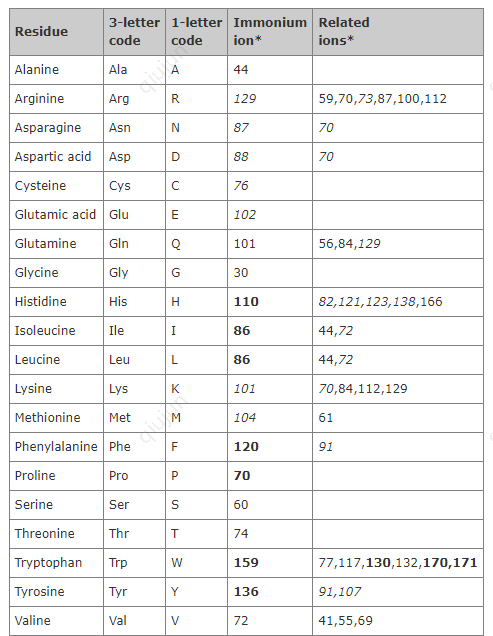 Residue 3-letter code 1-letter code Immonium ion* Related ions*
Alanine Ala A 44
Arginine Arg R 129 59,70,73,87,100,112
Asparagine Asn N 87 70
Aspartic acid Asp D 88 70
Cysteine Cys C 76
Glutamic acid Glu E 102
Glutamine Gln Q 101 56,84,129
Glycine Gly G 30
Histidine His H 110 82,121,123,138,166
Isoleucine Ile I 86 44,72
Leucine Leu L 86 44,72
Lysine Lys K 101 70,84,112,129
Methionine Met M 104 61
Phenylalanine Phe F 120 91
Proline Pro P 70
Serine Ser S 60
Threonine Thr T 74
Tryptophan Trp W 159 77,117,130,132,170,171
Tyrosine Tyr Y 136 91,107
Valine Val V 72 41,55,69
qiujun
qiujun